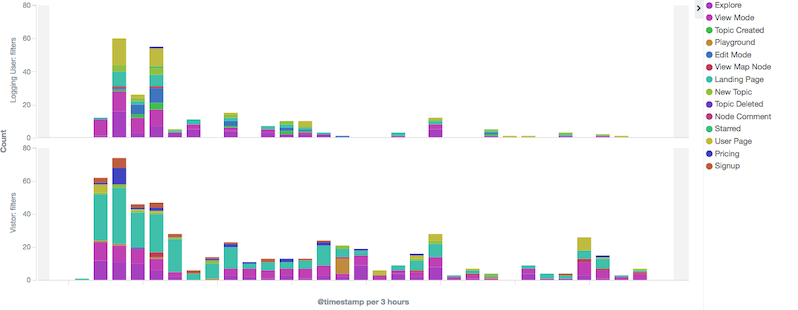 Count
Logging User: filters
80
60
40
20
0
Vistor: filters
80
60
40
20
0
@timestamp per 3 hours
Explore
View Mode
Topic Created
Playground
Edit Mode
View Map Node
Landing Page
New Topic
Topic Deleted
Node Comment
Starred
User Page
Pricing
Signup